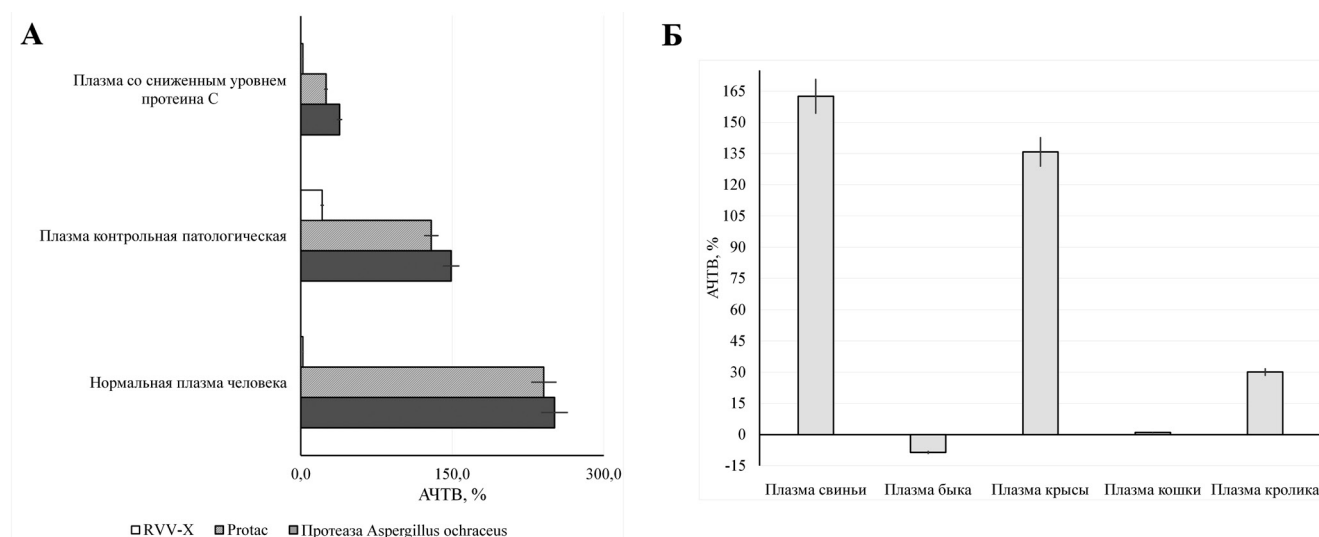 А
Плазма со сниженным уровнем
протеина С
Плазма контрольная патологическая
Нормальная плазма человека
0,0
150,0
300,0
АЧТВ, %
RVV-X
Protac
Протеаза Aspergillus ochraceus
Б
АЧТВ, %
165
150
135
120
105
90
75
60
45
30
15
0
-15
Плазма свиньи
Плазма быка
Плазма крысы
Плазма кошки
Плазма кролика